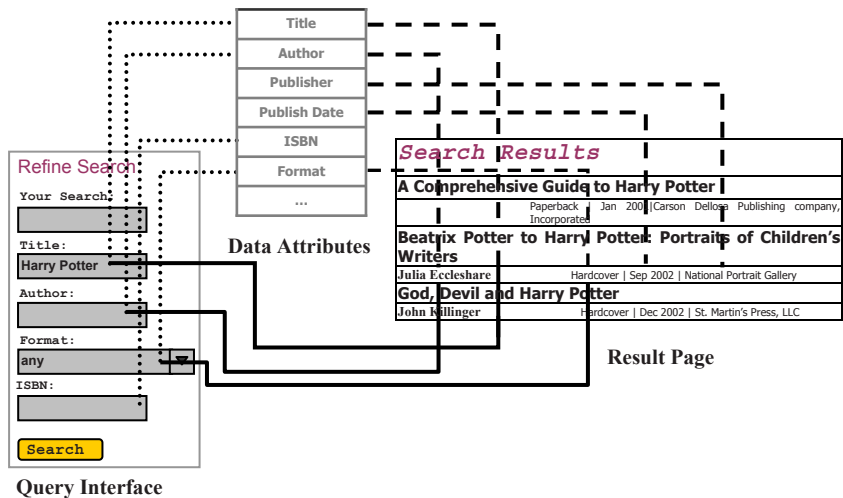 Title
Author
Publisher
Publish Date
ISBN
Format
...
Data Attributes
Refine Search
Your Search:
Title:
Harry Potter
Author:
Format:
any
ISBN:
Search
Query Interface
Search Results
A Comprehensive Guide to Harry Potter
Paperback | Jan 2001|Carson Dellosa Publishing company,
Incorporated
Beatrix Potter to Harry Potter: Portraits of Children's
Writers
Julia Eccleshare Hardcover | Sep 2002 | National Portrait Gallery
God, Devil and Harry Potter
John Killinger Hardcover | Dec 2002 | St. Martin's Press, LLC
Result Page